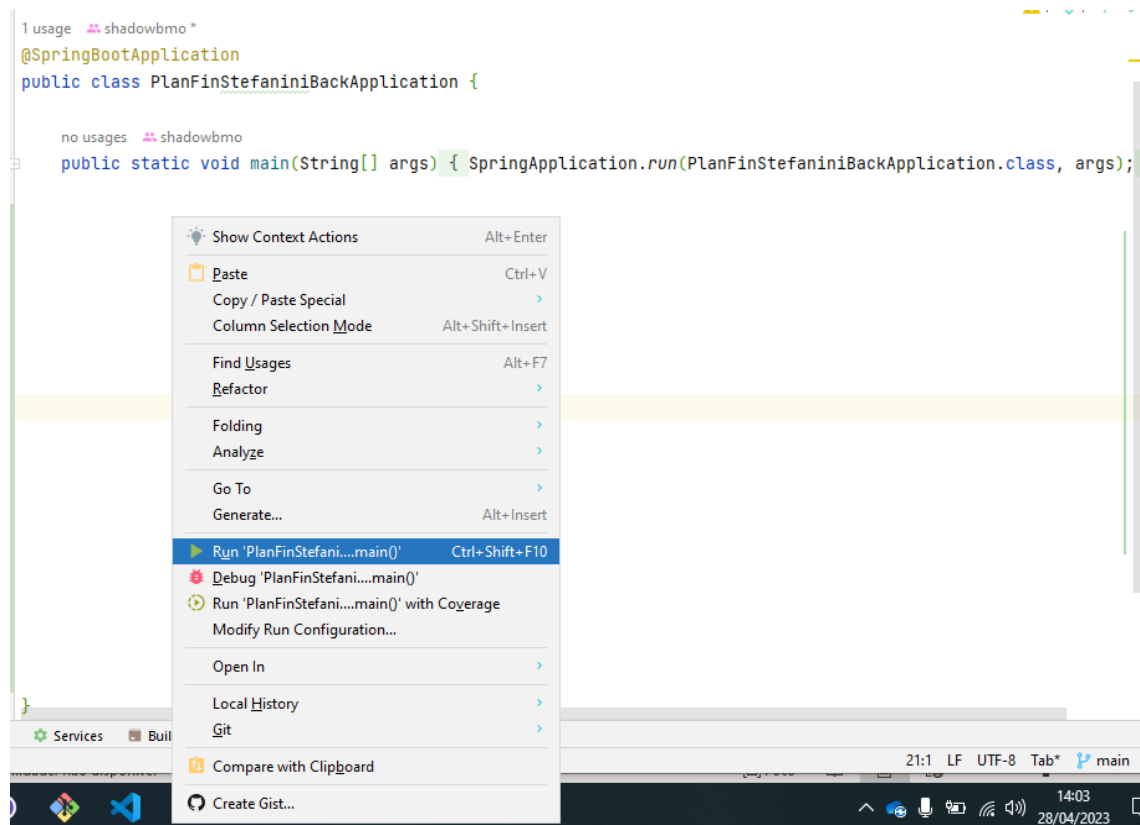 1 usage shadowbmo *
@SpringBootApplication
public class PlanFinStefaniniBackApplication {
no usages shadowbmo
public static void main(String[] args) { SpringApplication.run(PlanFinStefaniniBackApplication.class, args);
Show Context Actions Alt+Enter
Paste Ctrl+V
Copy / Paste Special
Column Selection Mode Alt+Shift+Insert
Find Usages Alt+F7
Refactor
Folding
Analyze
Go To
Generate... Alt+Insert
Run 'PlanFinStefani....main()' Ctrl+Shift+F10
Debug 'PlanFinStefani....main()'
Run 'PlanFinStefani....main()' with Coverage
Modify Run Configuration...
Open In
Local History
}
Git
Services Buil
Compare with Clipboard
21:1 LF UTF-8 Tab* main
Create Gist...
14:03
28/04/2023